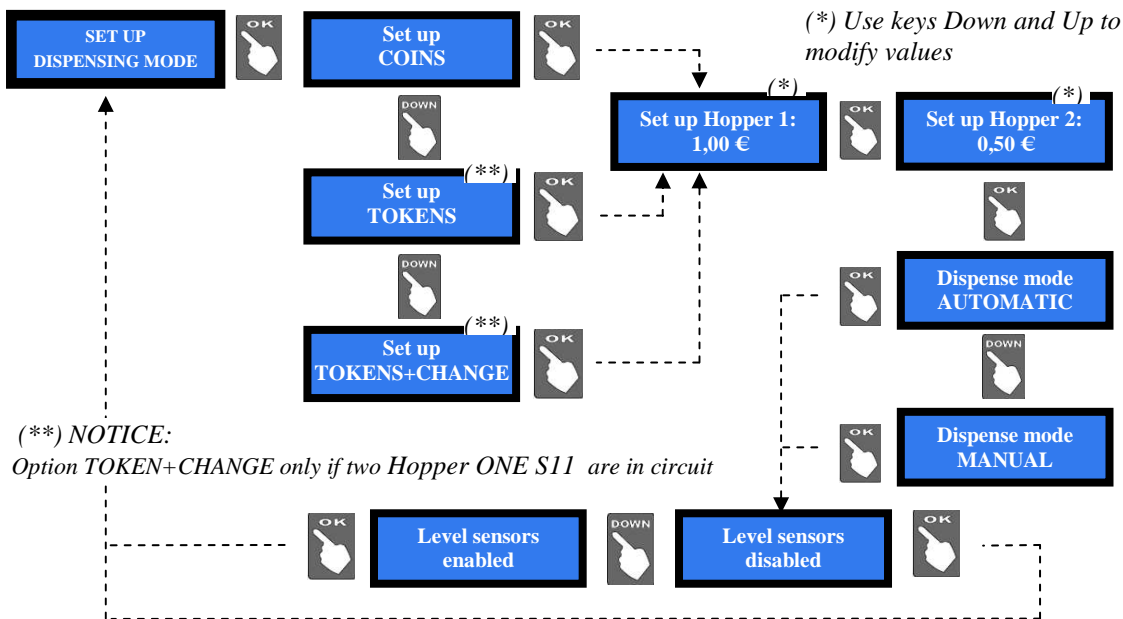 SET UP
DISPENSING MODE
OK
Set up
COINS
OK
(*) Use keys Down and Up to
modify values
DOWN
(*)
Set up Hopper 1:
1,00 €
OK
(*)
Set up Hopper 2:
0,50 €
(**)
Set up
TOKENS
OK
OK
DOWN
OK
Dispense mode
AUTOMATIC
(**)
Set up
TOKENS+CHANGE
OK
DOWN
(**) NOTICE:
Option TOKEN+CHANGE only if two Hopper ONE S11 are in circuit
OK
Dispense mode
MANUAL
OK
Level sensors
enabled
DOWN
Level sensors
disabled
OK